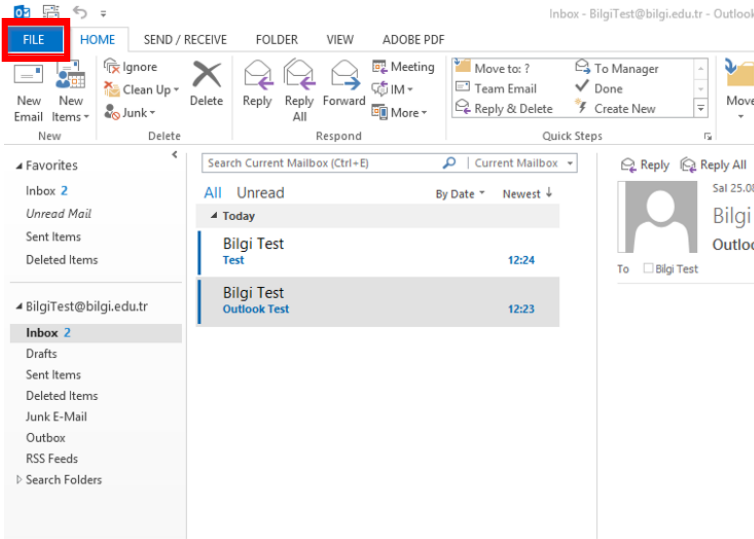 Inbox - BilgiTest@bilgi.edu.tr - Outlook
FILE HOME SEND / RECEIVE FOLDER VIEW ADOBE PDF
New Email
New Items
New
Ignore
Clean Up
Junk
Delete
Delete
Reply
Reply All
Forward
Meeting
IM
More
Respond
Move to: ?
Team Email
Reply & Delete
To Manager
Done
Create New
Quick Steps
Move
Favorites
Inbox 2
Unread Mail
Sent Items
Deleted Items
BilgiTest@bilgi.edu.tr
Inbox 2
Drafts
Sent Items
Deleted Items
Junk E-Mail
Outbox
RSS Feeds
Search Folders
Search Current Mailbox (Ctrl+E) Current Mailbox
All Unread By Date Newest
Today
Bilgi Test
Test 12:24
Bilgi Test
Outlook Test 12:23
Reply Reply All
Sal 25.08
Bilgi
Outloo
To Bilgi Test